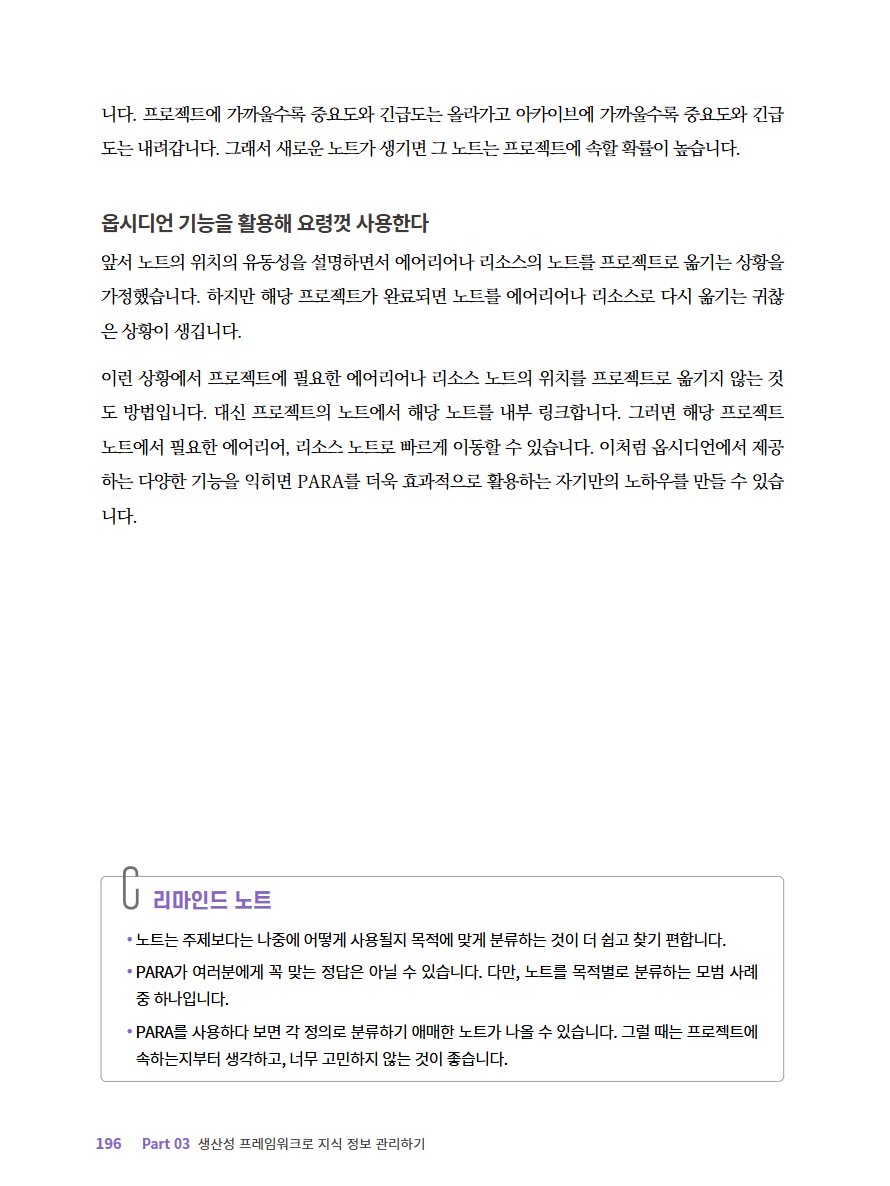 니다. 프로젝트에 가까울수록 중요도와 긴급도는 올라가고 아카이브에 가까울수록 중요도와 긴급
도는 내려갑니다. 그래서 새로운 노트가 생기면 그 노트는 프로젝트에 속할 확률이 높습니다.
옵시디언 기능을 활용해 요령껏 사용한다
앞서 노트의 위치의 유동성을 설명하면서 에어리어나 리소스의 노트를 프로젝트로 옮기는 상황을
가정했습니다. 하지만 해당 프로젝트가 완료되면 노트를 에어리어나 리소스로 다시 옮기는 귀찮
은 상황이 생깁니다.
이런 상황에서 프로젝트에 필요한 에어리어나 리소스 노트의 위치를 프로젝트로 옮기지 않는 것
도 방법입니다. 대신 프로젝트의 노트에서 해당 노트를 내부 링크합니다. 그러면 해당 프로젝트
노트에서 필요한 에어리어, 리소스 노트로 빠르게 이동할 수 있습니다. 이처럼 옵시디언에서 제공
하는 다양한 기능을 익히면 PARA를 더욱 효과적으로 활용하는 자기만의 노하우를 만들 수 있습
니다.
리마인드 노트
• 노트는 주제보다는 나중에 어떻게 사용될지 목적에 맞게 분류하는 것이 더 쉽고 찾기 편합니다.
• PARA가 여러분에게 꼭 맞는 정답은 아닐 수 있습니다. 다만, 노트를 목적별로 분류하는 모범 사례
중 하나입니다.
• PARA를 사용하다 보면 각 정의로 분류하기 애매한 노트가 나올 수 있습니다. 그럴 때는 프로젝트에
속하는지부터 생각하고, 너무 고민하지 않는 것이 좋습니다.
196 Part 03 생산성 프레임워크로 지식 정보 관리하기